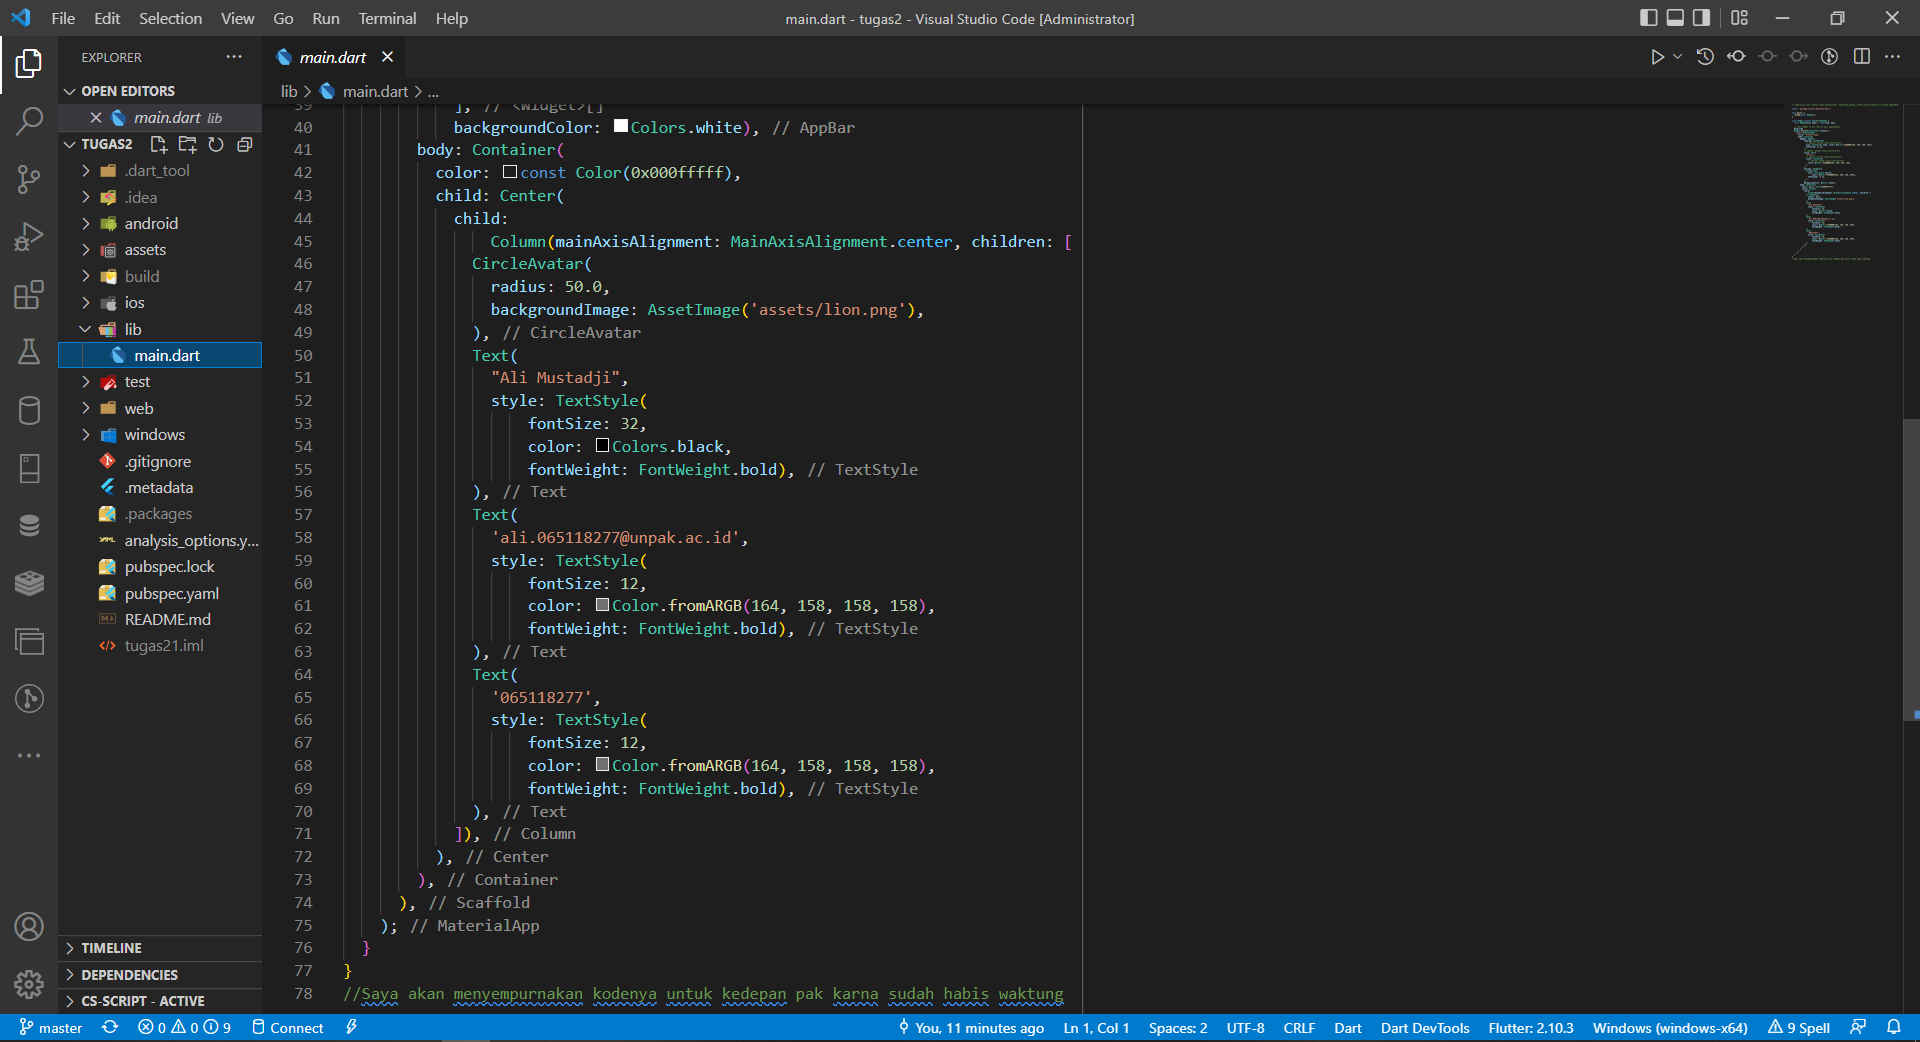 File Edit Selection View Go Run Terminal Help
main.dart - tugas2 - Visual Studio Code [Administrator]
EXPLORER
OPEN EDITORS
main.dart lib
TUGAS2
.dart_tool
.idea
android
assets
build
ios
lib
main.dart
test
web
windows
.gitignore
.metadata
.packages
analysis_options.y...
pubspec.lock
pubspec.yaml
README.md
tugas21.iml
TIMELINE
DEPENDENCIES
CS-SCRIPT - ACTIVE
main.dart
lib > main.dart > ...
39 ], // <Widget>[]
40 backgroundColor: Colors.white), // AppBar
41 body: Container(
42 color: const Color(0x000fffff),
43 child: Center(
44 child:
45 Column(mainAxisAlignment: MainAxisAlignment.center, children: [
46 CircleAvatar(
47 radius: 50.0,
48 backgroundImage: AssetImage('assets/lion.png'),
49 ), // CircleAvatar
50 Text(
51 "Ali Mustadji",
52 style: TextStyle(
53 fontSize: 32,
54 color: Colors.black,
55 fontWeight: FontWeight.bold), // TextStyle
56 ), // Text
57 Text(
58 'ali.065118277@unpak.ac.id',
59 style: TextStyle(
60 fontSize: 12,
61 color: Color.fromARGB(164, 158, 158, 158),
62 fontWeight: FontWeight.bold), // TextStyle
63 ), // Text
64 Text(
65 '065118277',
66 style: TextStyle(
67 fontSize: 12,
68 color: Color.fromARGB(164, 158, 158, 158),
69 fontWeight: FontWeight.bold), // TextStyle
70 ), // Text
71 ]), // Column
72 ), // Center
73 ), // Container
74 ), // Scaffold
75 ); // MaterialApp
76 }
77 }
78 //Saya akan menyempurnakan kodenya untuk kedepan pak karna sudah habis waktung
master 0 0 9 Connect You, 11 minutes ago Ln 1, Col 1 Spaces: 2 UTF-8 CRLF Dart Dart DevTools Flutter: 2.10.3 Windows (windows-x64) 9 Spell